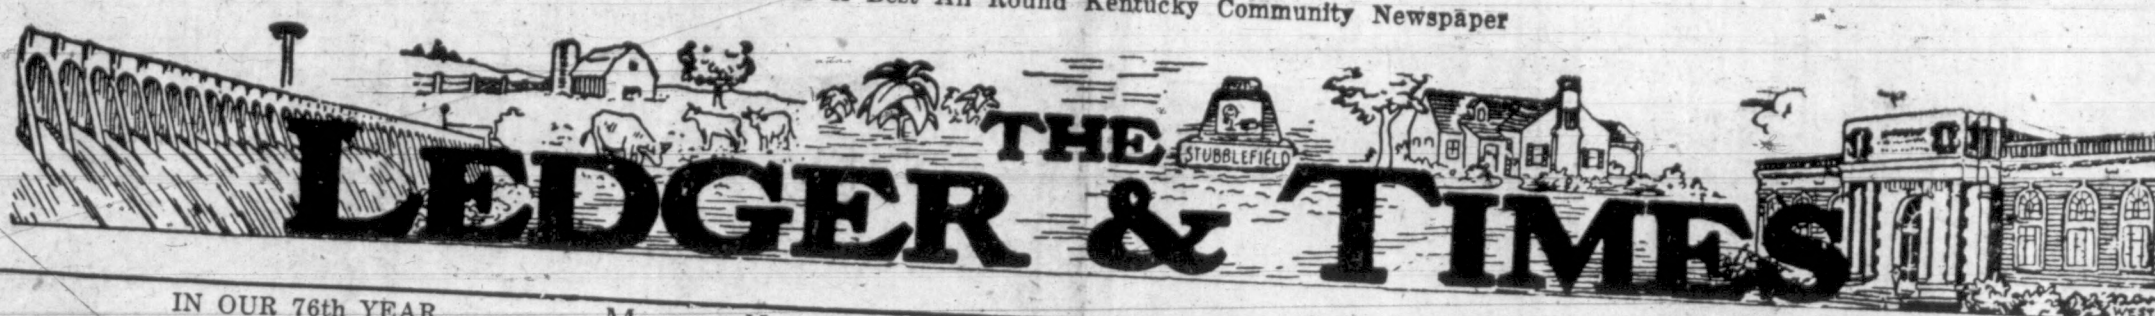 Best All Round Kentucky Community Newspaper
THE
STUBBLEFIELD
LEDGER & TIMES
IN OUR 76th YEAR